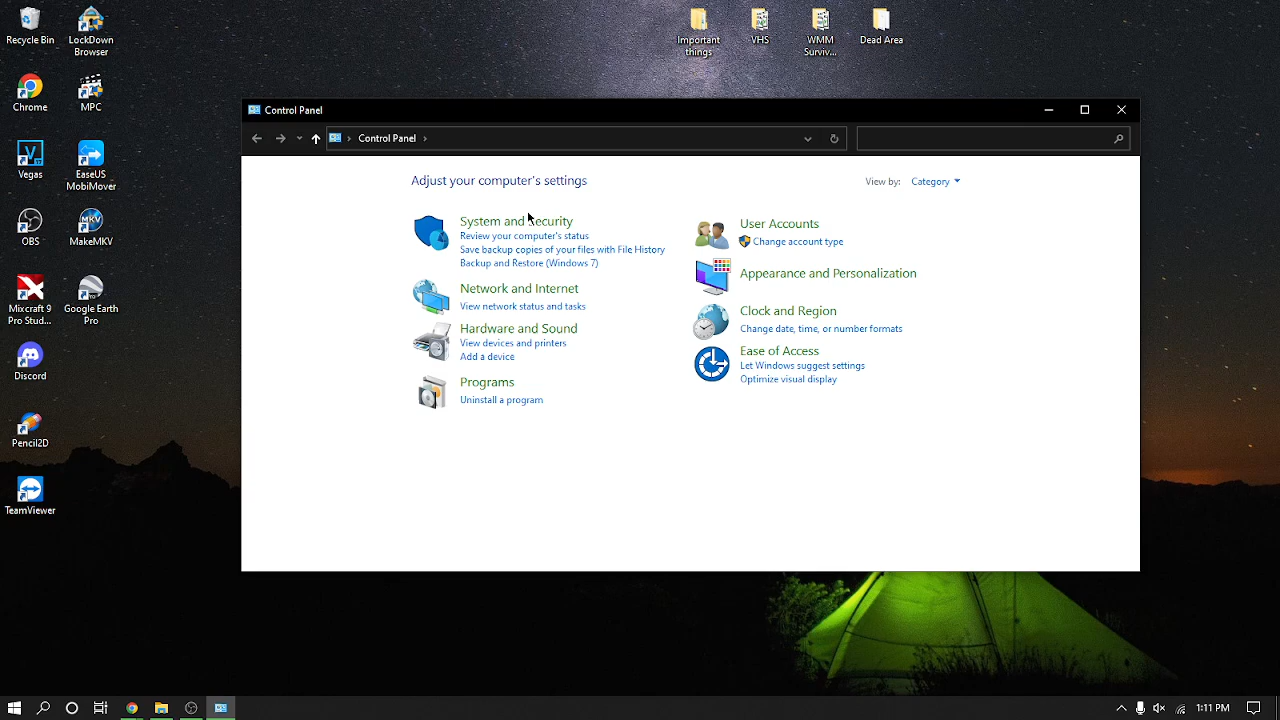 Recycle Bin
LockDown
Browser
Important
things
VHS
WMM
Surviv...
Dead Area
Chrome
MPC
Vegas
EaseUS
MobiMover
OBS
MakeMKV
Mixcraft 9
Pro Stud...
Google Earth
Pro
Discord
Pencil2D
TeamViewer
Control Panel
Control Panel
Adjust your computer's settings
View by: Category
System and Security
Review your computer's status
Save backup copies of your files with File History
Backup and Restore (Windows 7)
Network and Internet
View network status and tasks
Hardware and Sound
View devices and printers
Add a device
Programs
Uninstall a program
User Accounts
Change account type
Appearance and Personalization
Clock and Region
Change date, time, or number formats
Ease of Access
Let Windows suggest settings
Optimize visual display
1:11 PM